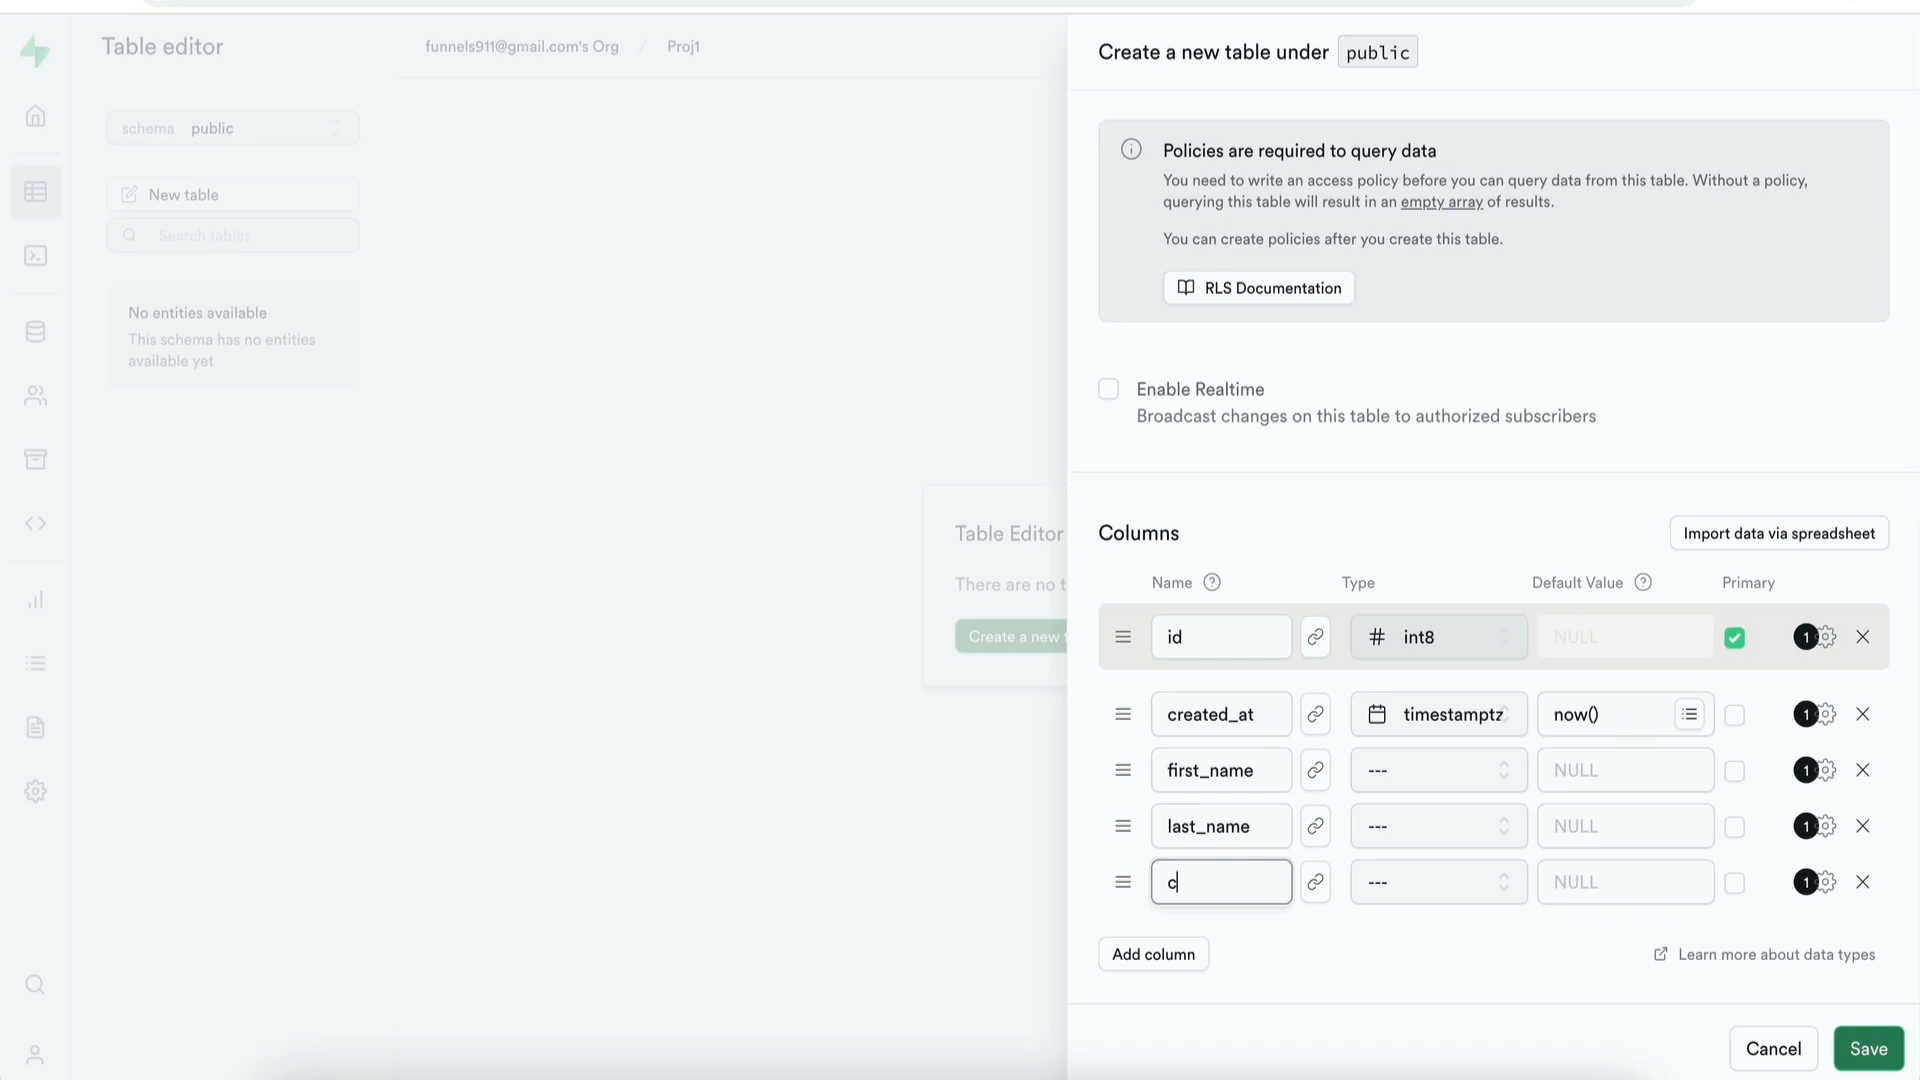 Table editor
funnels911@gmail.com's Org / Proj1
schema public
New table
Search tables
No entities available
This schema has no entities
available yet
Table Editor
There are no t
Create a new t
Create a new table under public
Policies are required to query data
You need to write an access policy before you can query data from this table. Without a policy,
querying this table will result in an empty array of results.
You can create policies after you create this table.
RLS Documentation
Enable Realtime
Broadcast changes on this table to authorized subscribers
Columns
Import data via spreadsheet
Name Type Default Value Primary
id # int8 NULL 1
created_at timestamptz now() 1
first_name --- NULL 1
last_name --- NULL 1
c --- NULL 1
Add column
Learn more about data types
Cancel Save